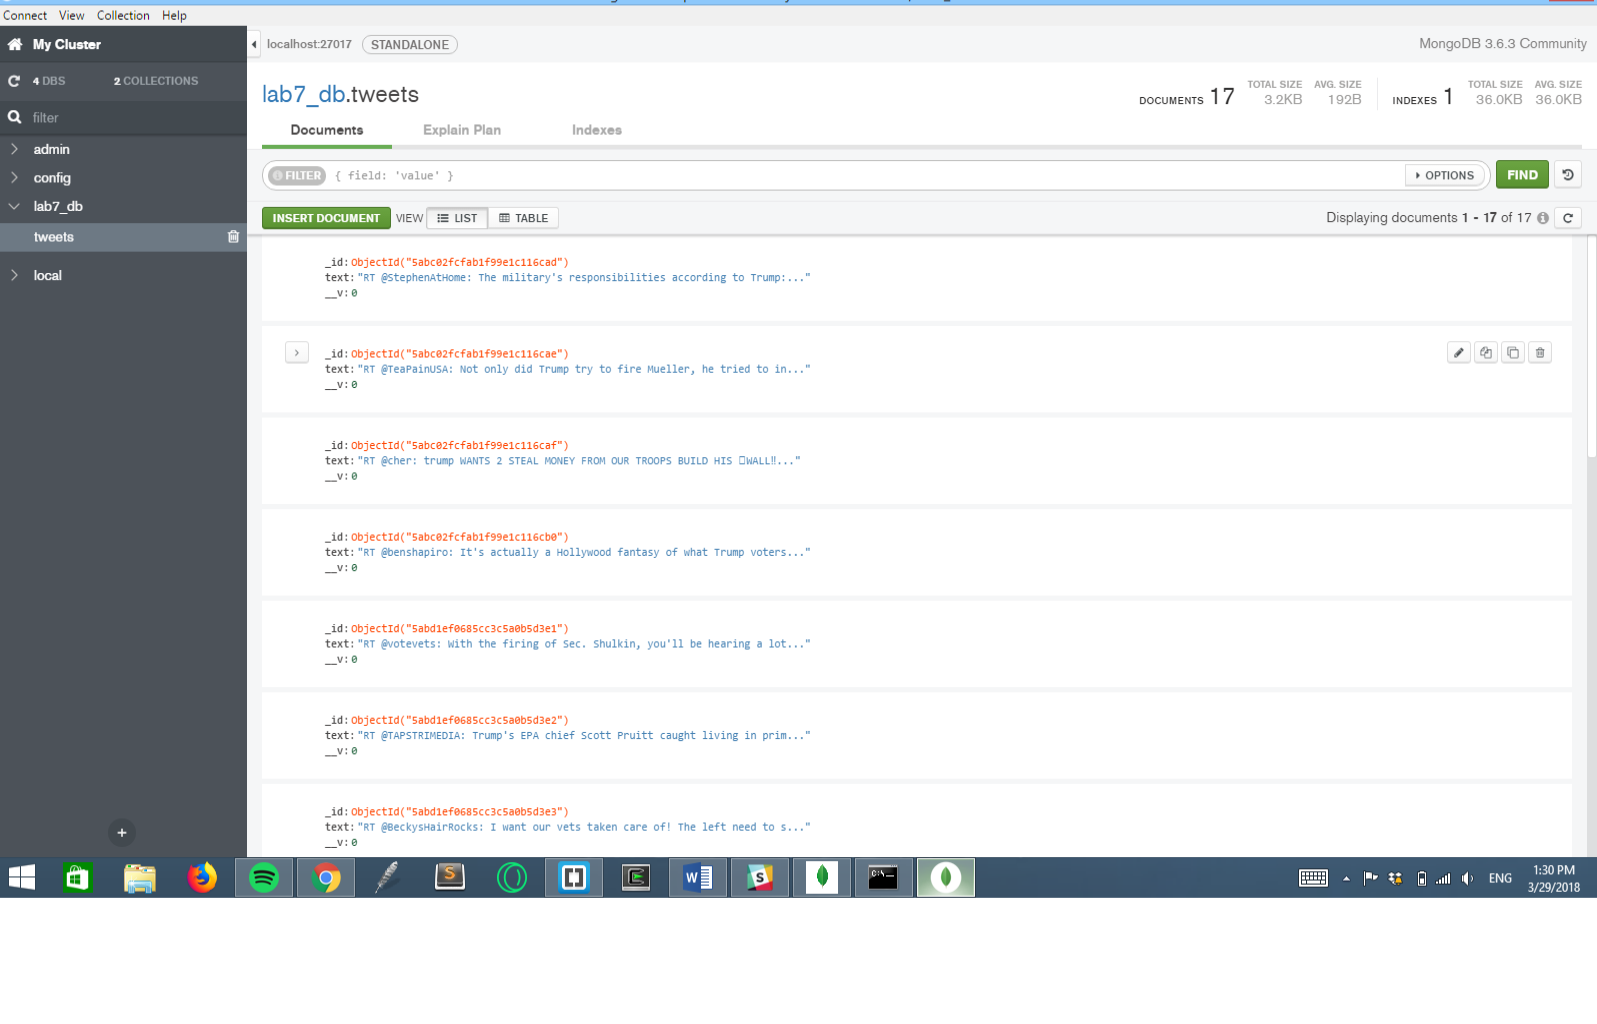 Connect View Collection Help
My Cluster
localhost:27017 STANDALONE
MongoDB 3.6.3 Community
4 DBS 2 COLLECTIONS
filter
admin
config
lab7_db
tweets
local
lab7_db.tweets
DOCUMENTS 17 TOTAL SIZE 3.2KB AVG. SIZE 192B INDEXES 1 TOTAL SIZE 36.0KB AVG. SIZE 36.0KB
Documents Explain Plan Indexes
FILTER { field: 'value' } OPTIONS FIND
INSERT DOCUMENT VIEW LIST TABLE Displaying documents 1 - 17 of 17
_id: ObjectId("5abc02fcfab1f99e1c116cad")
text: "RT @StephenAtHome: The military's responsibilities according to Trump:..."
__v: 0
_id: ObjectId("5abc02fcfab1f99e1c116cae")
text: "RT @TeaPainUSA: Not only did Trump try to fire Mueller, he tried to in..."
__v: 0
_id: ObjectId("5abc02fcfab1f99e1c116caf")
text: "RT @cher: trump WANTS 2 STEAL MONEY FROM OUR TROOPS BUILD HIS WALL‼..."
__v: 0
_id: ObjectId("5abc02fcfab1f99e1c116cb0")
text: "RT @benshapiro: It's actually a Hollywood fantasy of what Trump voters..."
__v: 0
_id: ObjectId("5abd1ef0685cc3c5a0b5d3e1")
text: "RT @votevets: With the firing of Sec. Shulkin, you'll be hearing a lot..."
__v: 0
_id: ObjectId("5abd1ef0685cc3c5a0b5d3e2")
text: "RT @TAPSTRIMEDIA: Trump's EPA chief Scott Pruitt caught living in prim..."
__v: 0
_id: ObjectId("5abd1ef0685cc3c5a0b5d3e3")
text: "RT @BeckysHairRocks: I want our vets taken care of! The left need to s..."
__v: 0
ENG
1:30 PM
3/29/2018